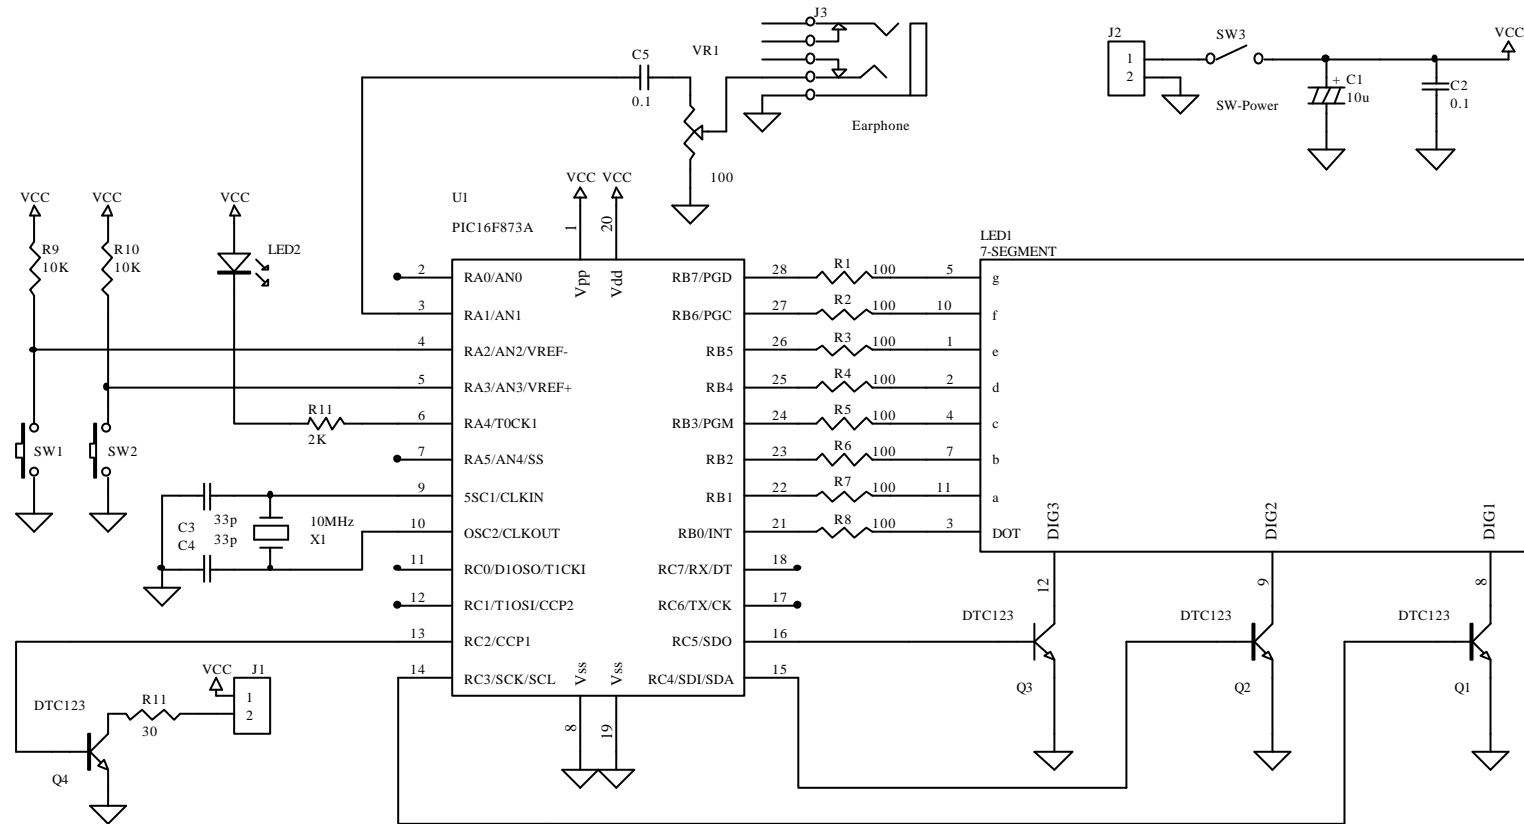 J3
C5
0.1
VR1
100
Earphone
J2
1
2
SW3
SW-Power
VCC
+ C1
10u
C2
0.1
VCC
R9
10K
VCC
R10
10K
VCC
LED2
SW1
SW2
R11
2K
33p
C3
33p
C4
10MHz
X1
U1
PIC16F873A
VCC
VCC
1
20
Vpp
Vdd
2 RA0/AN0
3 RA1/AN1
4 RA2/AN2/VREF-
5 RA3/AN3/VREF+
6 RA4/T0CK1
7 RA5/AN4/SS
9 5SC1/CLKIN
10 OSC2/CLKOUT
11 RC0/D1OSO/T1CKI
12 RC1/T1OSI/CCP2
13 RC2/CCP1
14 RC3/SCK/SCL
Vss
Vss
8
19
RB7/PGD 28 R1 100 5 g
RB6/PGC 27 R2 100 10 f
RB5 26 R3 100 1 e
RB4 25 R4 100 2 d
RB3/PGM 24 R5 100 4 c
RB2 23 R6 100 7 b
RB1 22 R7 100 11 a
RB0/INT 21 R8 100 3 DOT
RC7/RX/DT 18
RC6/TX/CK 17
RC5/SDO 16
RC4/SDI/SDA 15
LED1
7-SEGMENT
DIG3
DIG2
DIG1
12
9
8
DTC123
Q3
DTC123
Q2
DTC123
Q1
VCC
J1
1
2
DTC123
R11
30
Q4